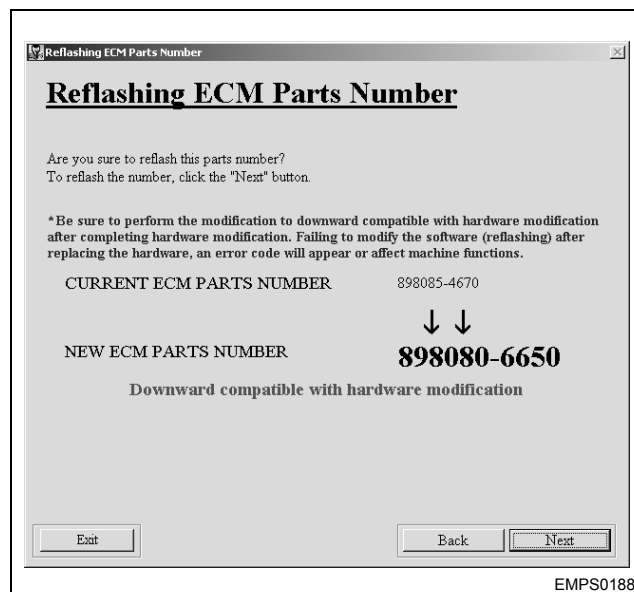 Reflashing ECM Parts Number
Reflashing ECM Parts Number
Are you sure to reflash this parts number?
To reflash the number, click the "Next" button.
*Be sure to perform the modification to downward compatible with hardware modification
after completing hardware modification. Failing to modify the software (reflashing) after
replacing the hardware, an error code will appear or affect machine functions.
CURRENT ECM PARTS NUMBER 898085-4670
↓ ↓
NEW ECM PARTS NUMBER 898080-6650
Downward compatible with hardware modification
Exit Back Next
EMPS0188